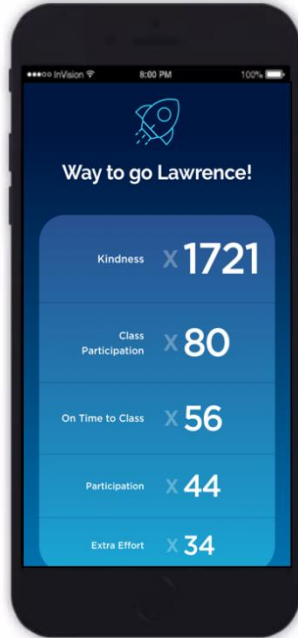 ●●●○○ InVision 8:00 PM 100%
Way to go Lawrence!
Kindness X 1721
Class
Participation X 80
On Time to Class X 56
Participation X 44
Extra Effort X 34